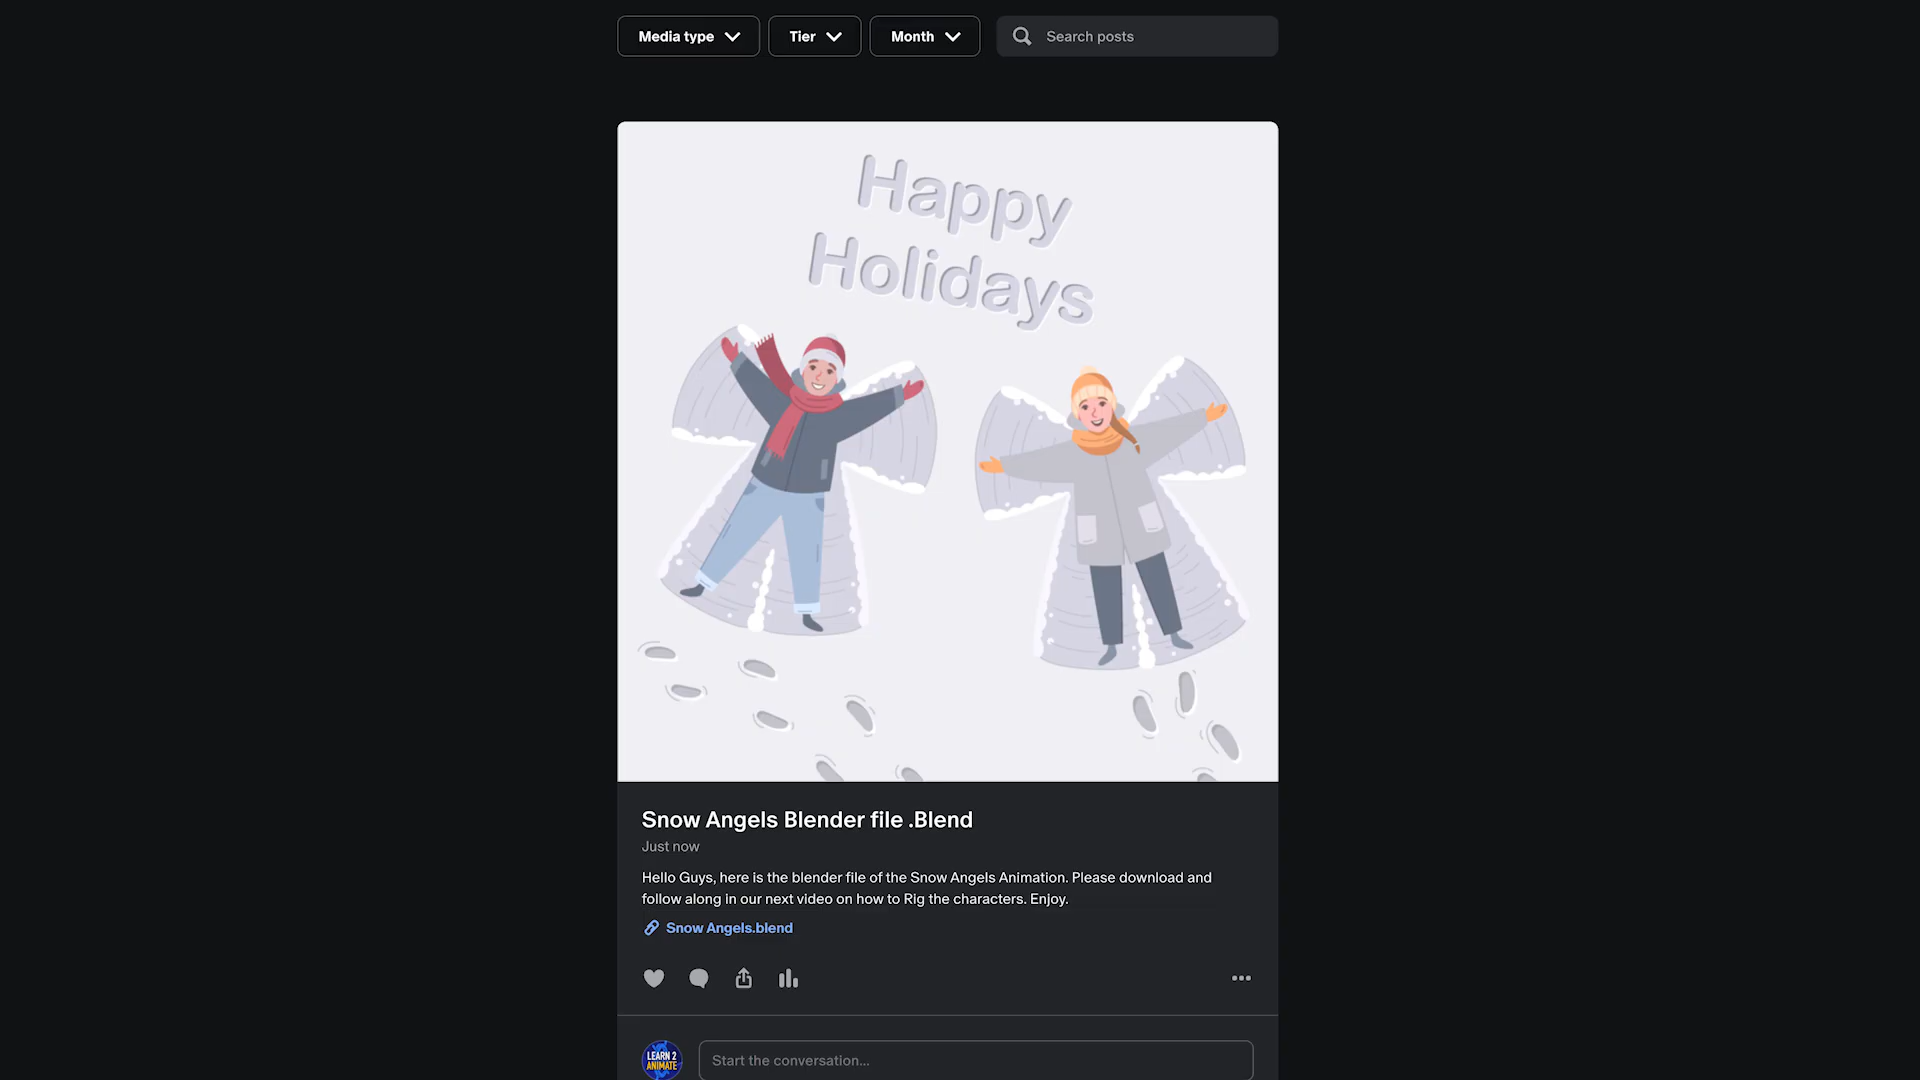 Media type
Tier
Month
Search posts
Happy
Holidays
Snow Angels Blender file .Blend
Just now
Hello Guys, here is the blender file of the Snow Angels Animation. Please download and
follow along in our next video on how to Rig the characters. Enjoy.
Snow Angels.blend
LEARN 2
ANIMATE
Start the conversation...